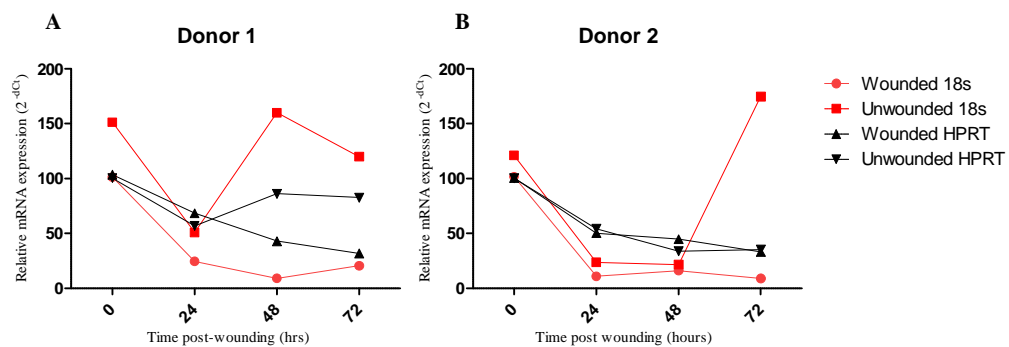 A
Donor 1
Relative mRNA expression (2^-dCt)
200
150
100
50
0
0
24
48
72
Time post-wounding (hrs)
B
Donor 2
Relative mRNA expression (2^-dCt)
200
150
100
50
0
0
24
48
72
Time post wounding (hours)
Wounded 18s
Unwounded 18s
Wounded HPRT
Unwounded HPRT